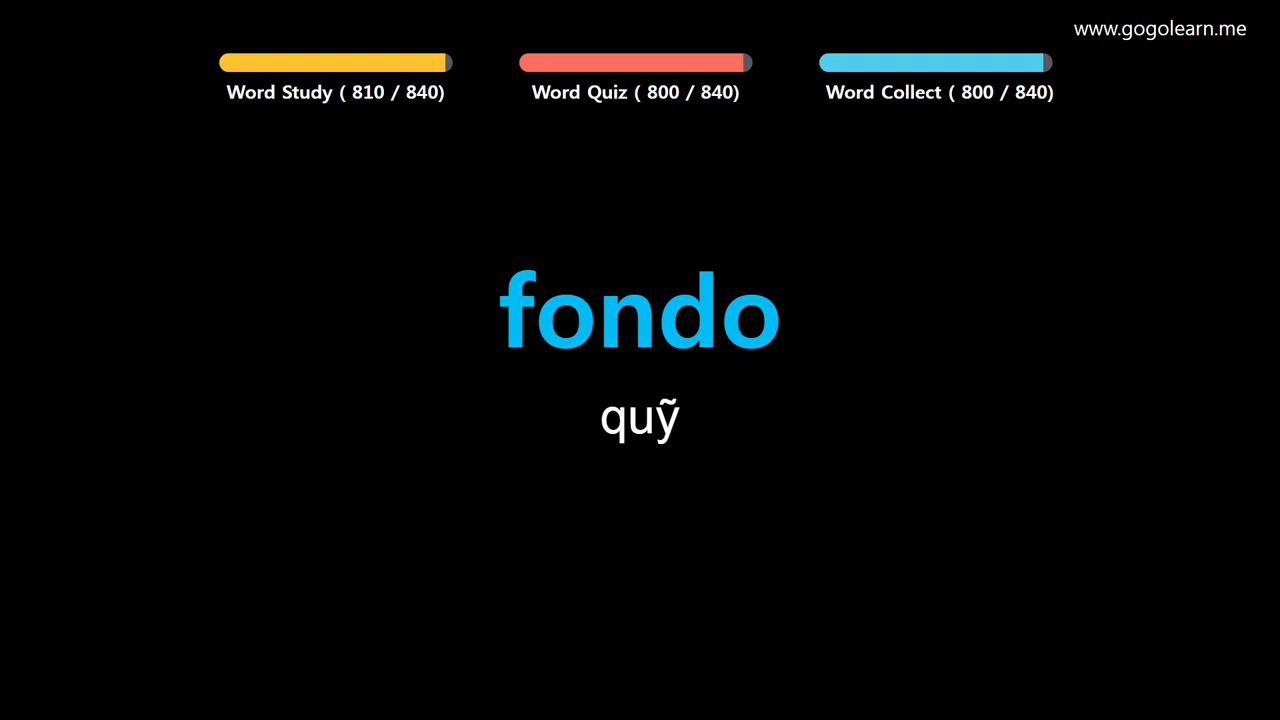 www.gogolearn.me
Word Study ( 810 / 840)
Word Quiz ( 800 / 840)
Word Collect ( 800 / 840)
fondo
quỹ